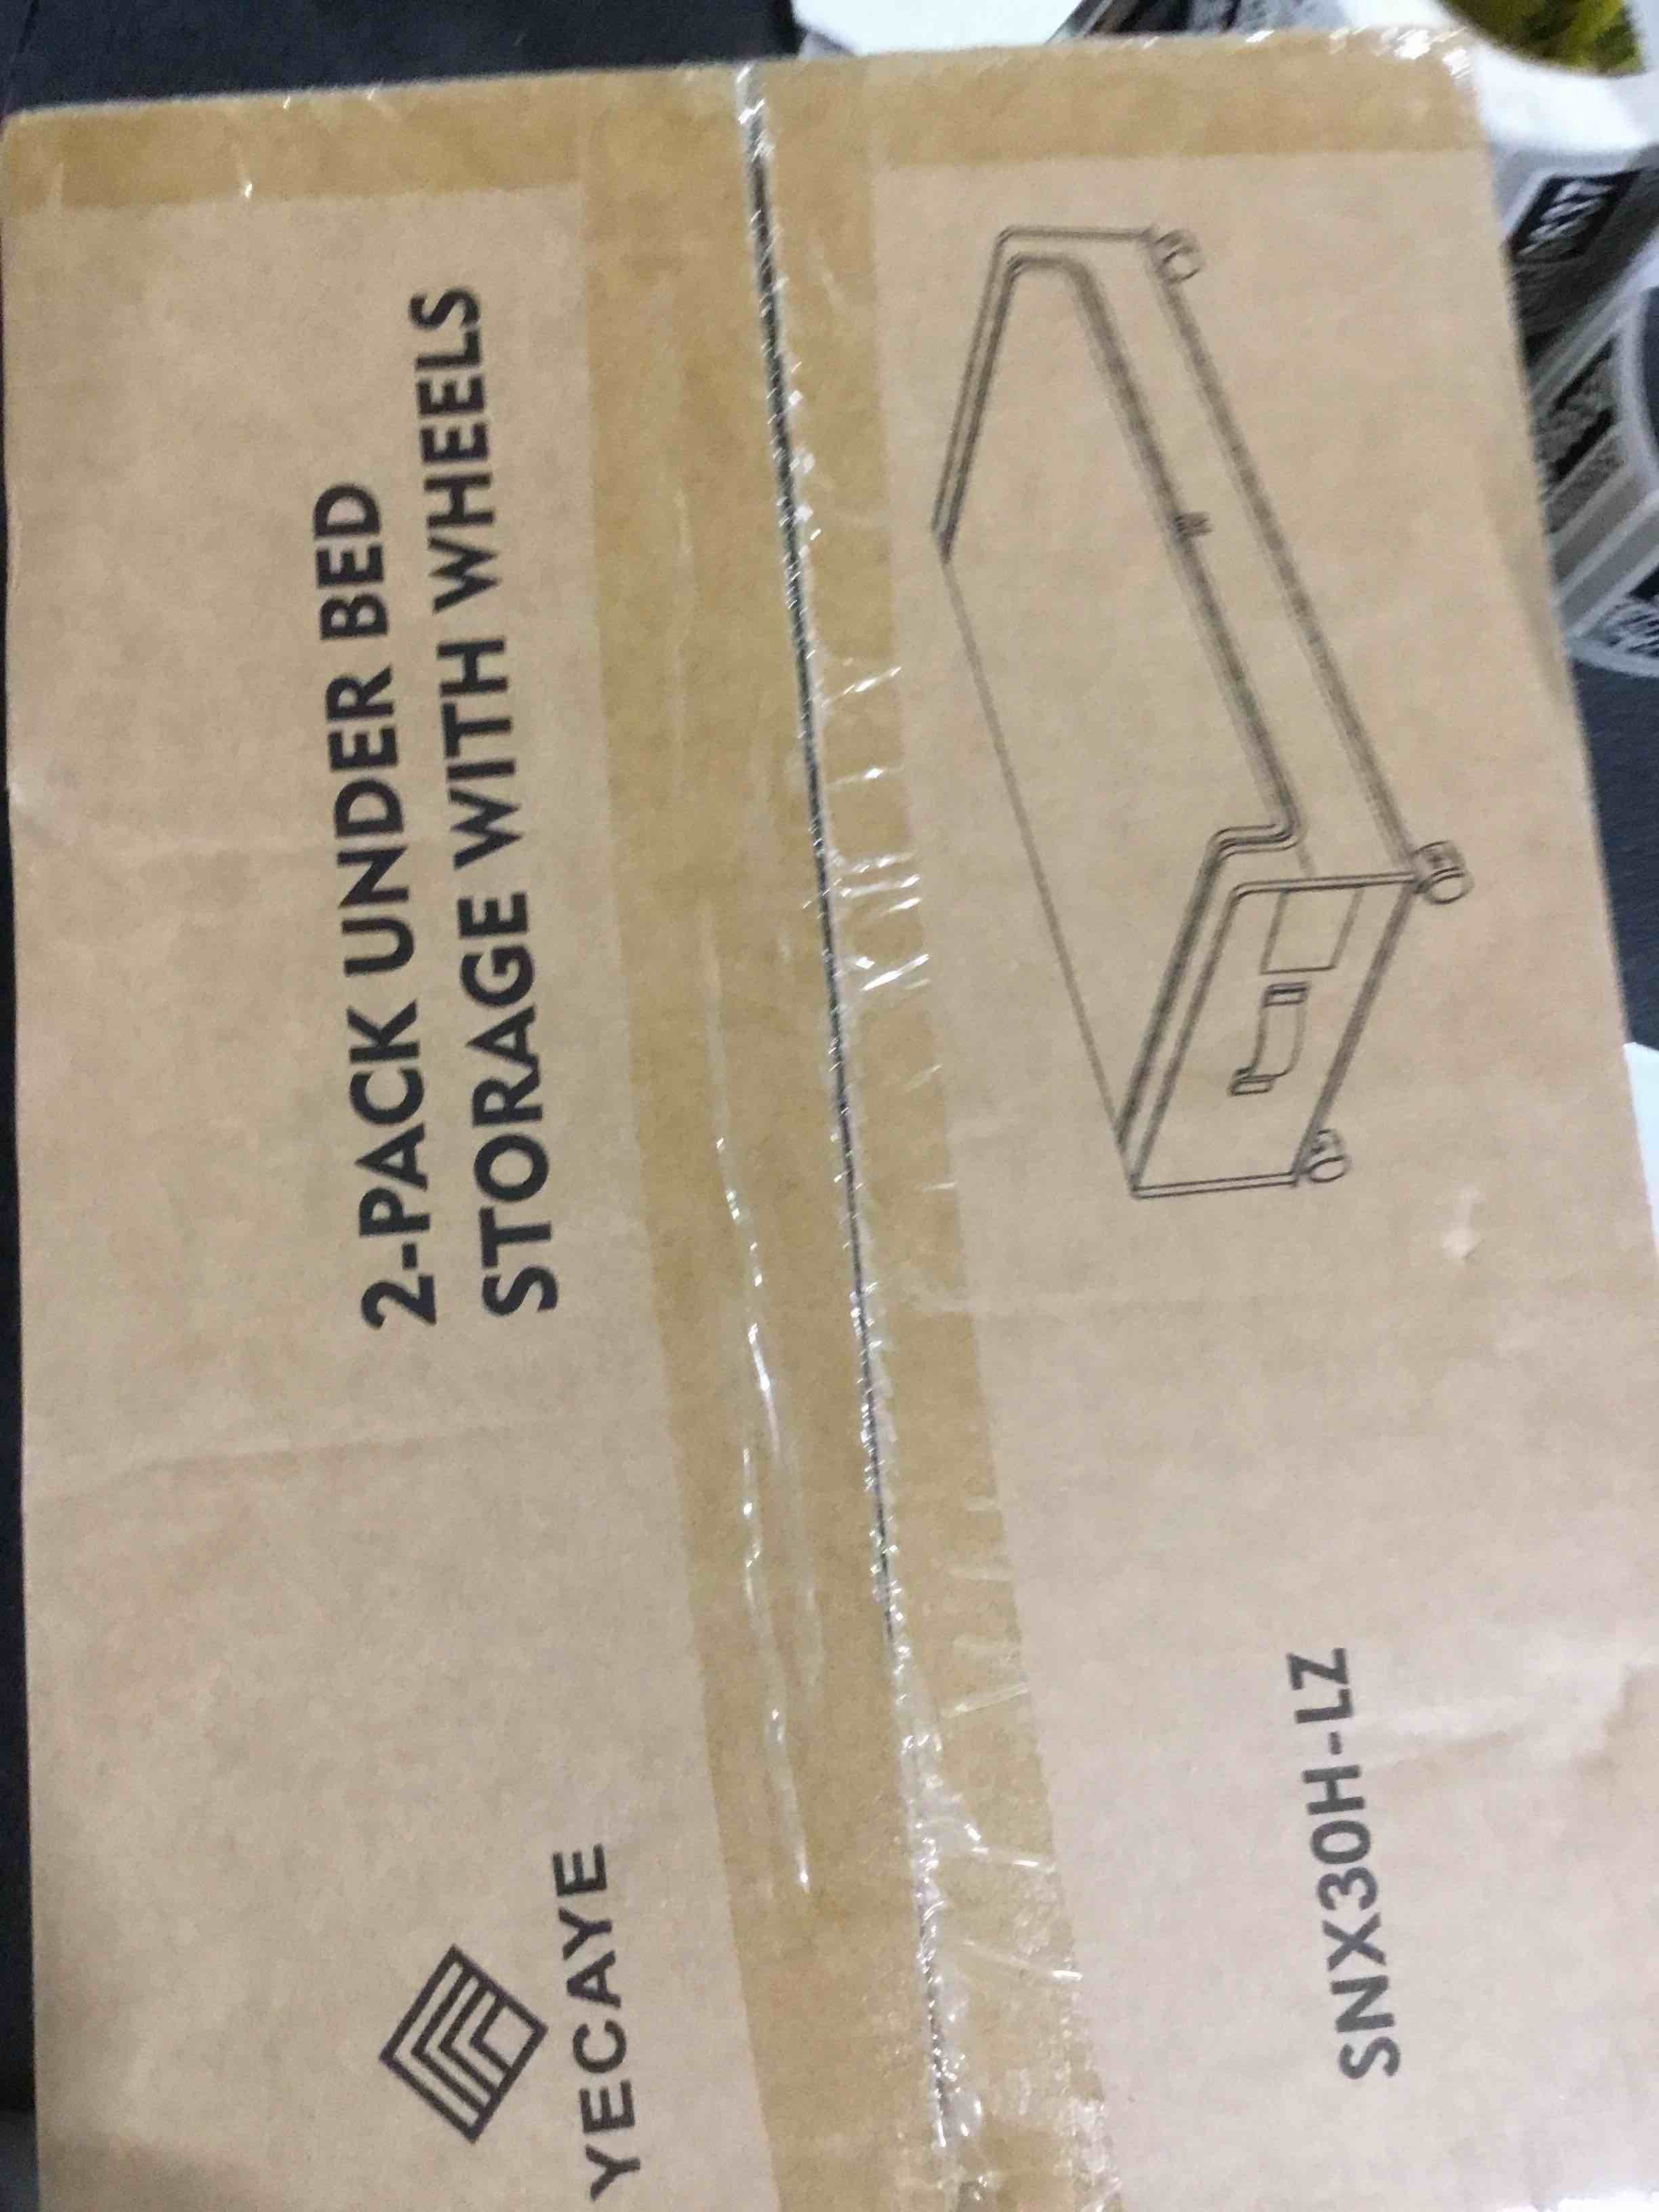 YECAYE
2-PACK UNDER BED
STORAGE WITH WHEELS
SNX30H-LZ